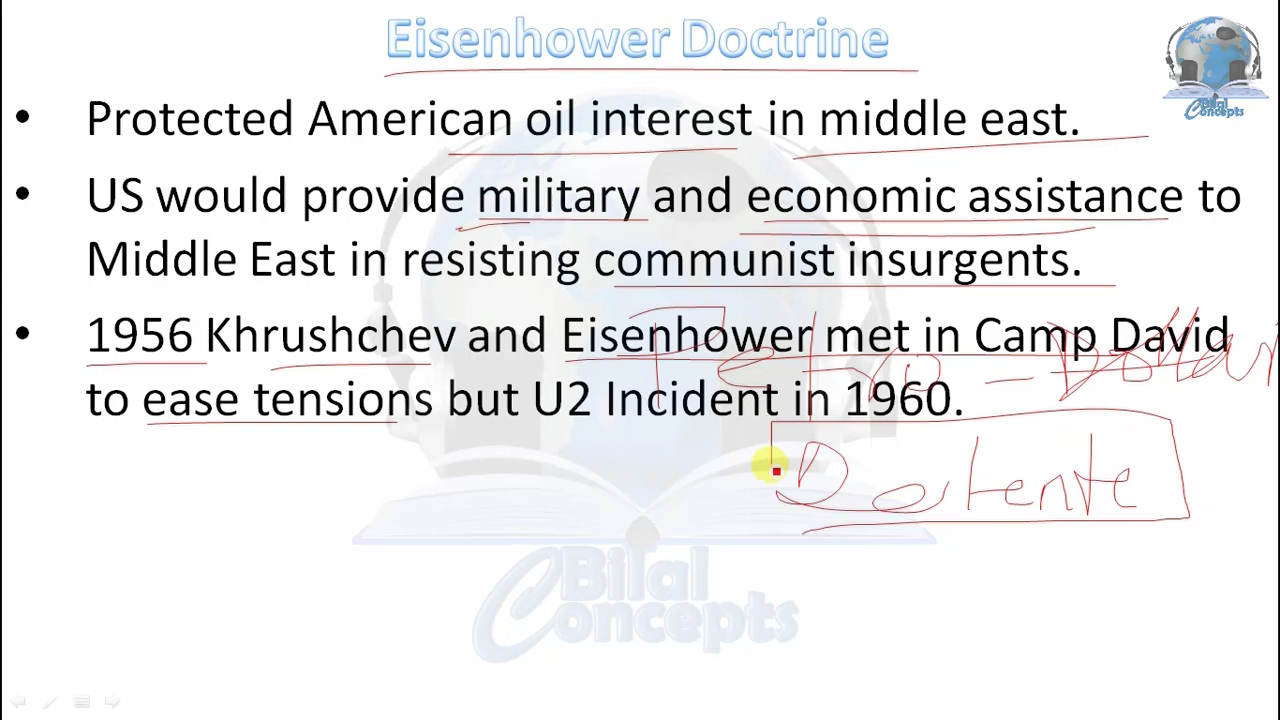 Eisenhower Doctrine
Bilal
Concepts
• Protected American oil interest in middle east.
• US would provide military and economic assistance to
Middle East in resisting communist insurgents.
• 1956 Khrushchev and Eisenhower met in Camp David
to ease tensions but U2 Incident in 1960.
Petro - Dollar
Detente
Bilal
Concepts